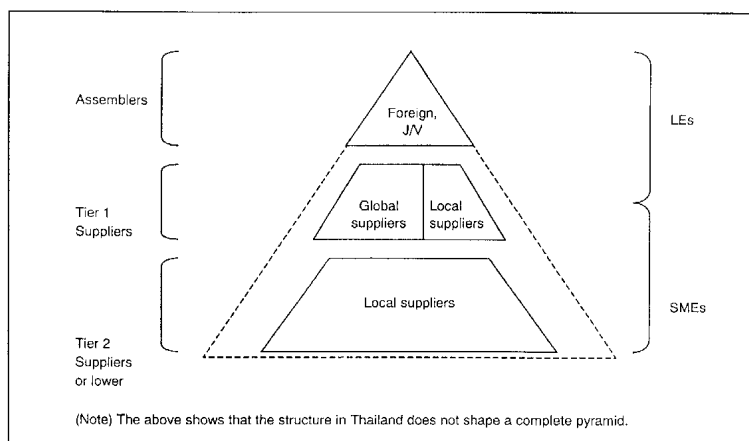 Assemblers
Foreign,
J/V
LEs
Tier 1
Suppliers
Global
suppliers
Local
suppliers
Local suppliers
SMEs
Tier 2
Suppliers
or lower
(Note) The above shows that the structure in Thailand does not shape a complete pyramid.